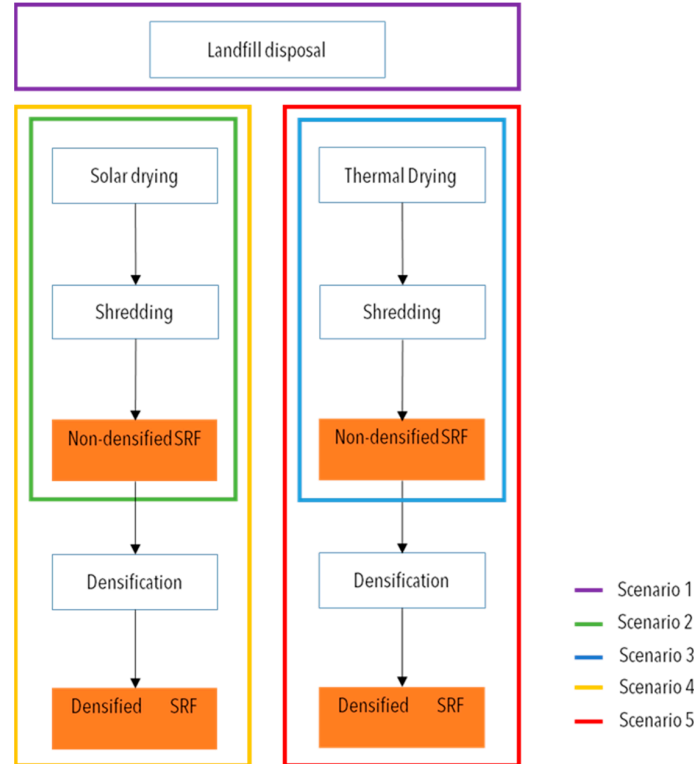 Landfill disposal
Solar drying
Thermal Drying
Shredding
Shredding
Non-densified SRF
Non-densified SRF
Densification
Densification
Densified SRF
Densified SRF
Scenario 1
Scenario 2
Scenario 3
Scenario 4
Scenario 5